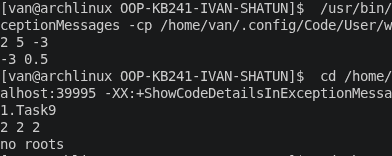 [van@archlinux OOP-KB241-IVAN-SHATUN]$  /usr/bin/
ceptionMessages -cp /home/van/.config/Code/User/w
2 5 -3
-3 0.5
[van@archlinux OOP-KB241-IVAN-SHATUN]$  cd /home/
alhost:39995 -XX:+ShowCodeDetailsInExceptionMessa
1.Task9
2 2 2
no roots